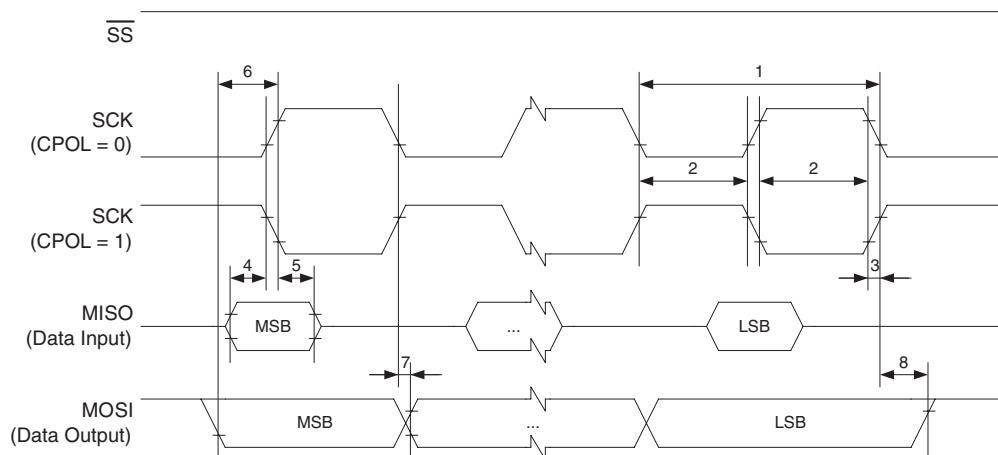 SS
6
1
SCK
(CPOL = 0)
2
2
SCK
(CPOL = 1)
4
5
3
MISO
(Data Input)
MSB
...
LSB
7
8
MOSI
(Data Output)
MSB
...
LSB